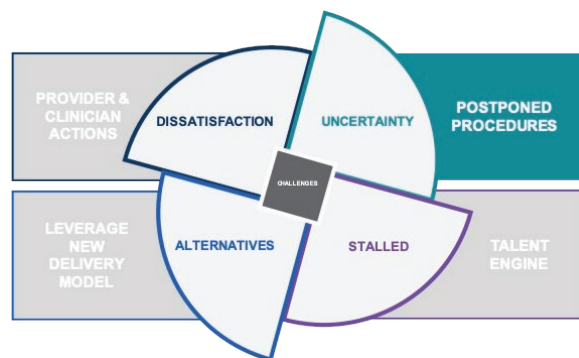 PROVIDER &
CLINICIAN
ACTIONS
DISSATISFACTION
UNCERTAINTY
POSTPONED
PROCEDURES
CHALLENGES
LEVERAGE
NEW
DELIVERY
MODEL
ALTERNATIVES
STALLED
TALENT
ENGINE